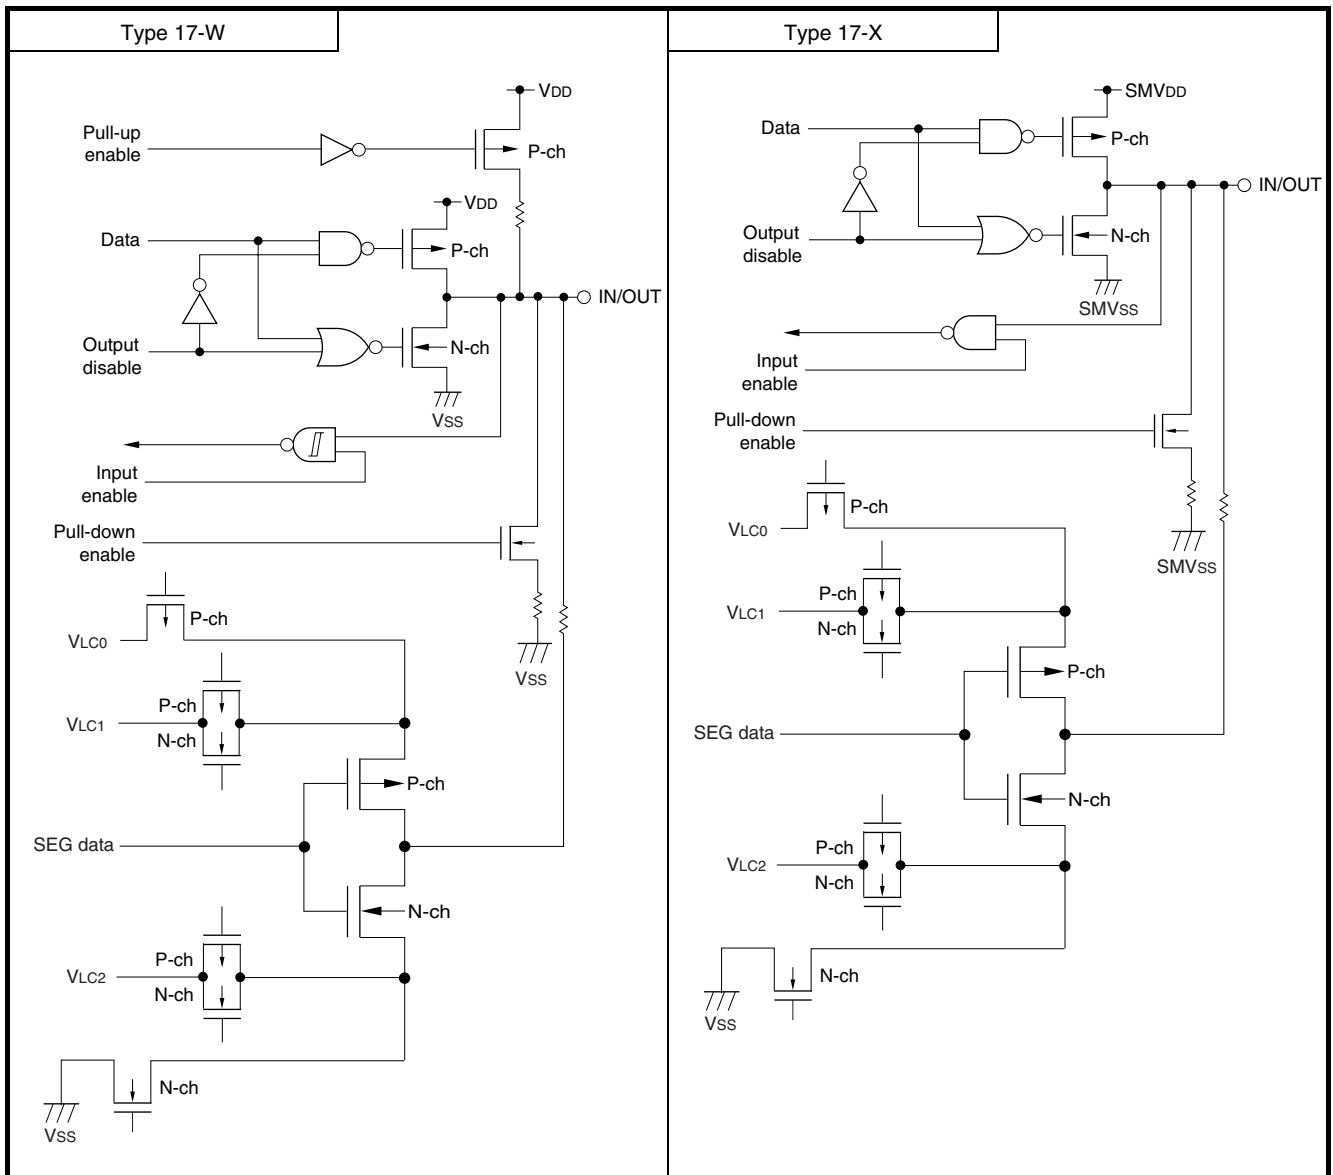 Type 17-W
VDD
Pull-up
enable
P-ch
VDD
Data
P-ch
IN/OUT
Output
disable
N-ch
VSS
Input
enable
Pull-down
enable
P-ch
VLC0
VSS
P-ch
VLC1
N-ch
P-ch
SEG data
N-ch
P-ch
VLC2
N-ch
N-ch
VSS
Type 17-X
SMVDD
Data
P-ch
IN/OUT
Output
disable
N-ch
SMVSS
Input
enable
Pull-down
enable
P-ch
VLC0
SMVSS
P-ch
VLC1
N-ch
P-ch
SEG data
N-ch
P-ch
VLC2
N-ch
N-ch
VSS